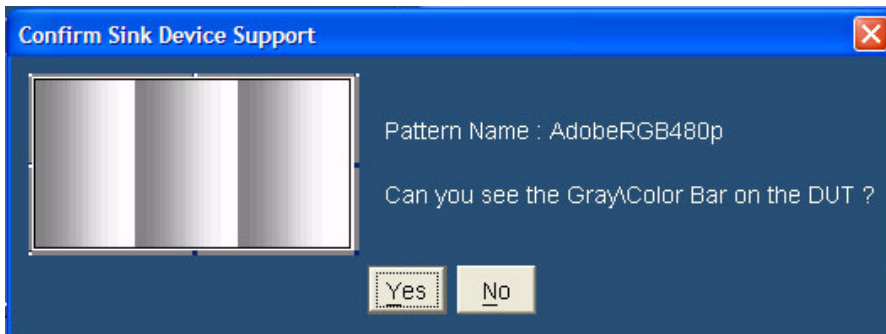 Confirm Sink Device Support
Pattern Name : AdobeRGB480p
Can you see the Gray\Color Bar on the DUT ?
Yes No